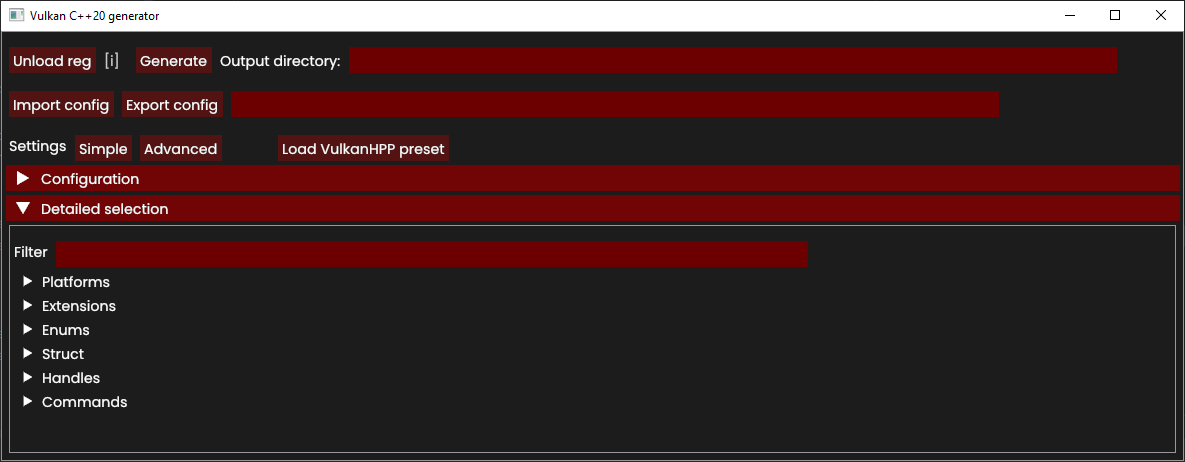 Vulkan C++20 generator
Unload reg [i] Generate Output directory:
Import config Export config
Settings Simple Advanced Load VulkanHPP preset
Configuration
Detailed selection
Filter
Platforms
Extensions
Enums
Struct
Handles
Commands